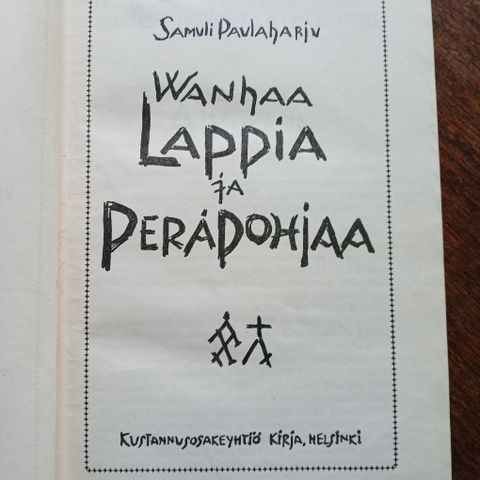 Samuli Paulaharju
Wanhaa
Lappia
ja
Peräpohjaa
Kustannusosakeyhtiö Kirja, Helsinki